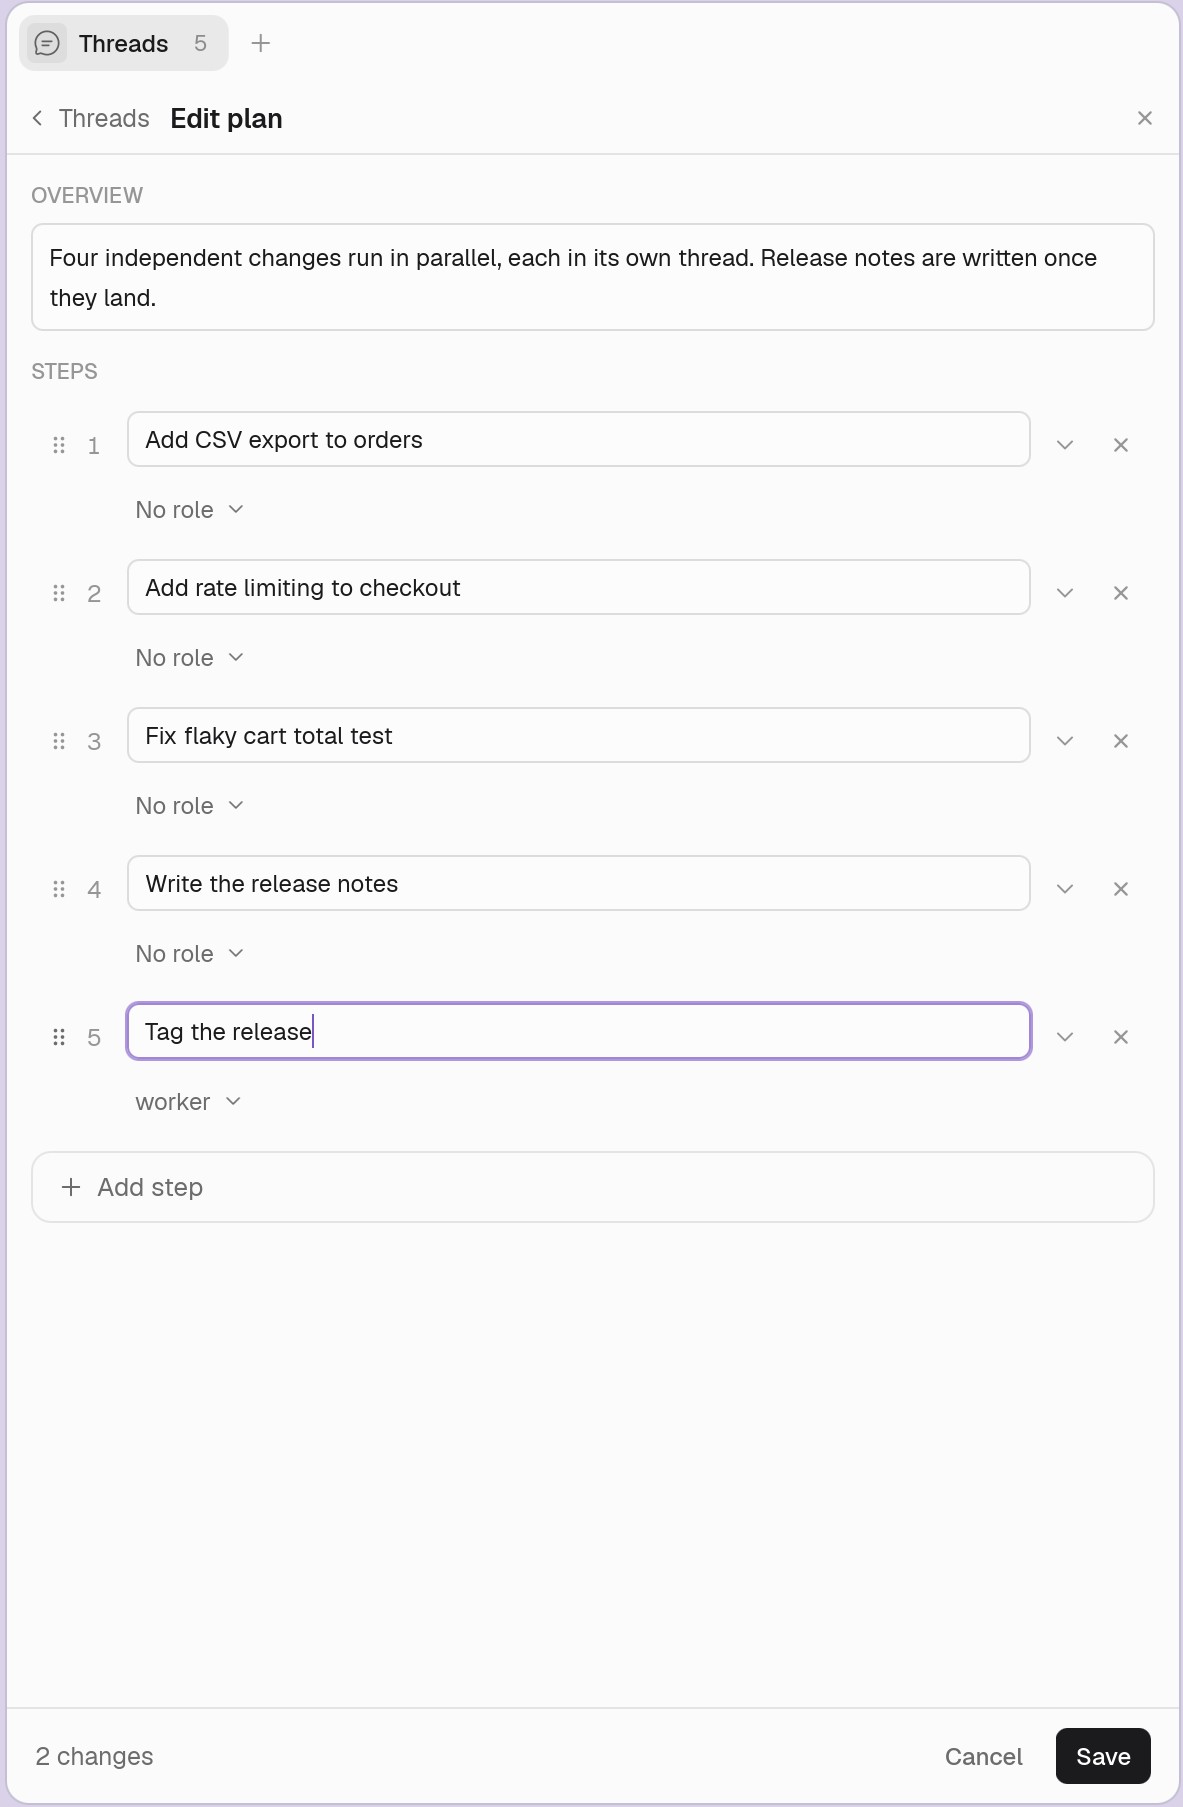 Threads 5
Threads Edit plan
OVERVIEW
Four independent changes run in parallel, each in its own thread. Release notes are written once
they land.
STEPS
1 Add CSV export to orders
No role
2 Add rate limiting to checkout
No role
3 Fix flaky cart total test
No role
4 Write the release notes
No role
5 Tag the release
worker
Add step
2 changes Cancel Save